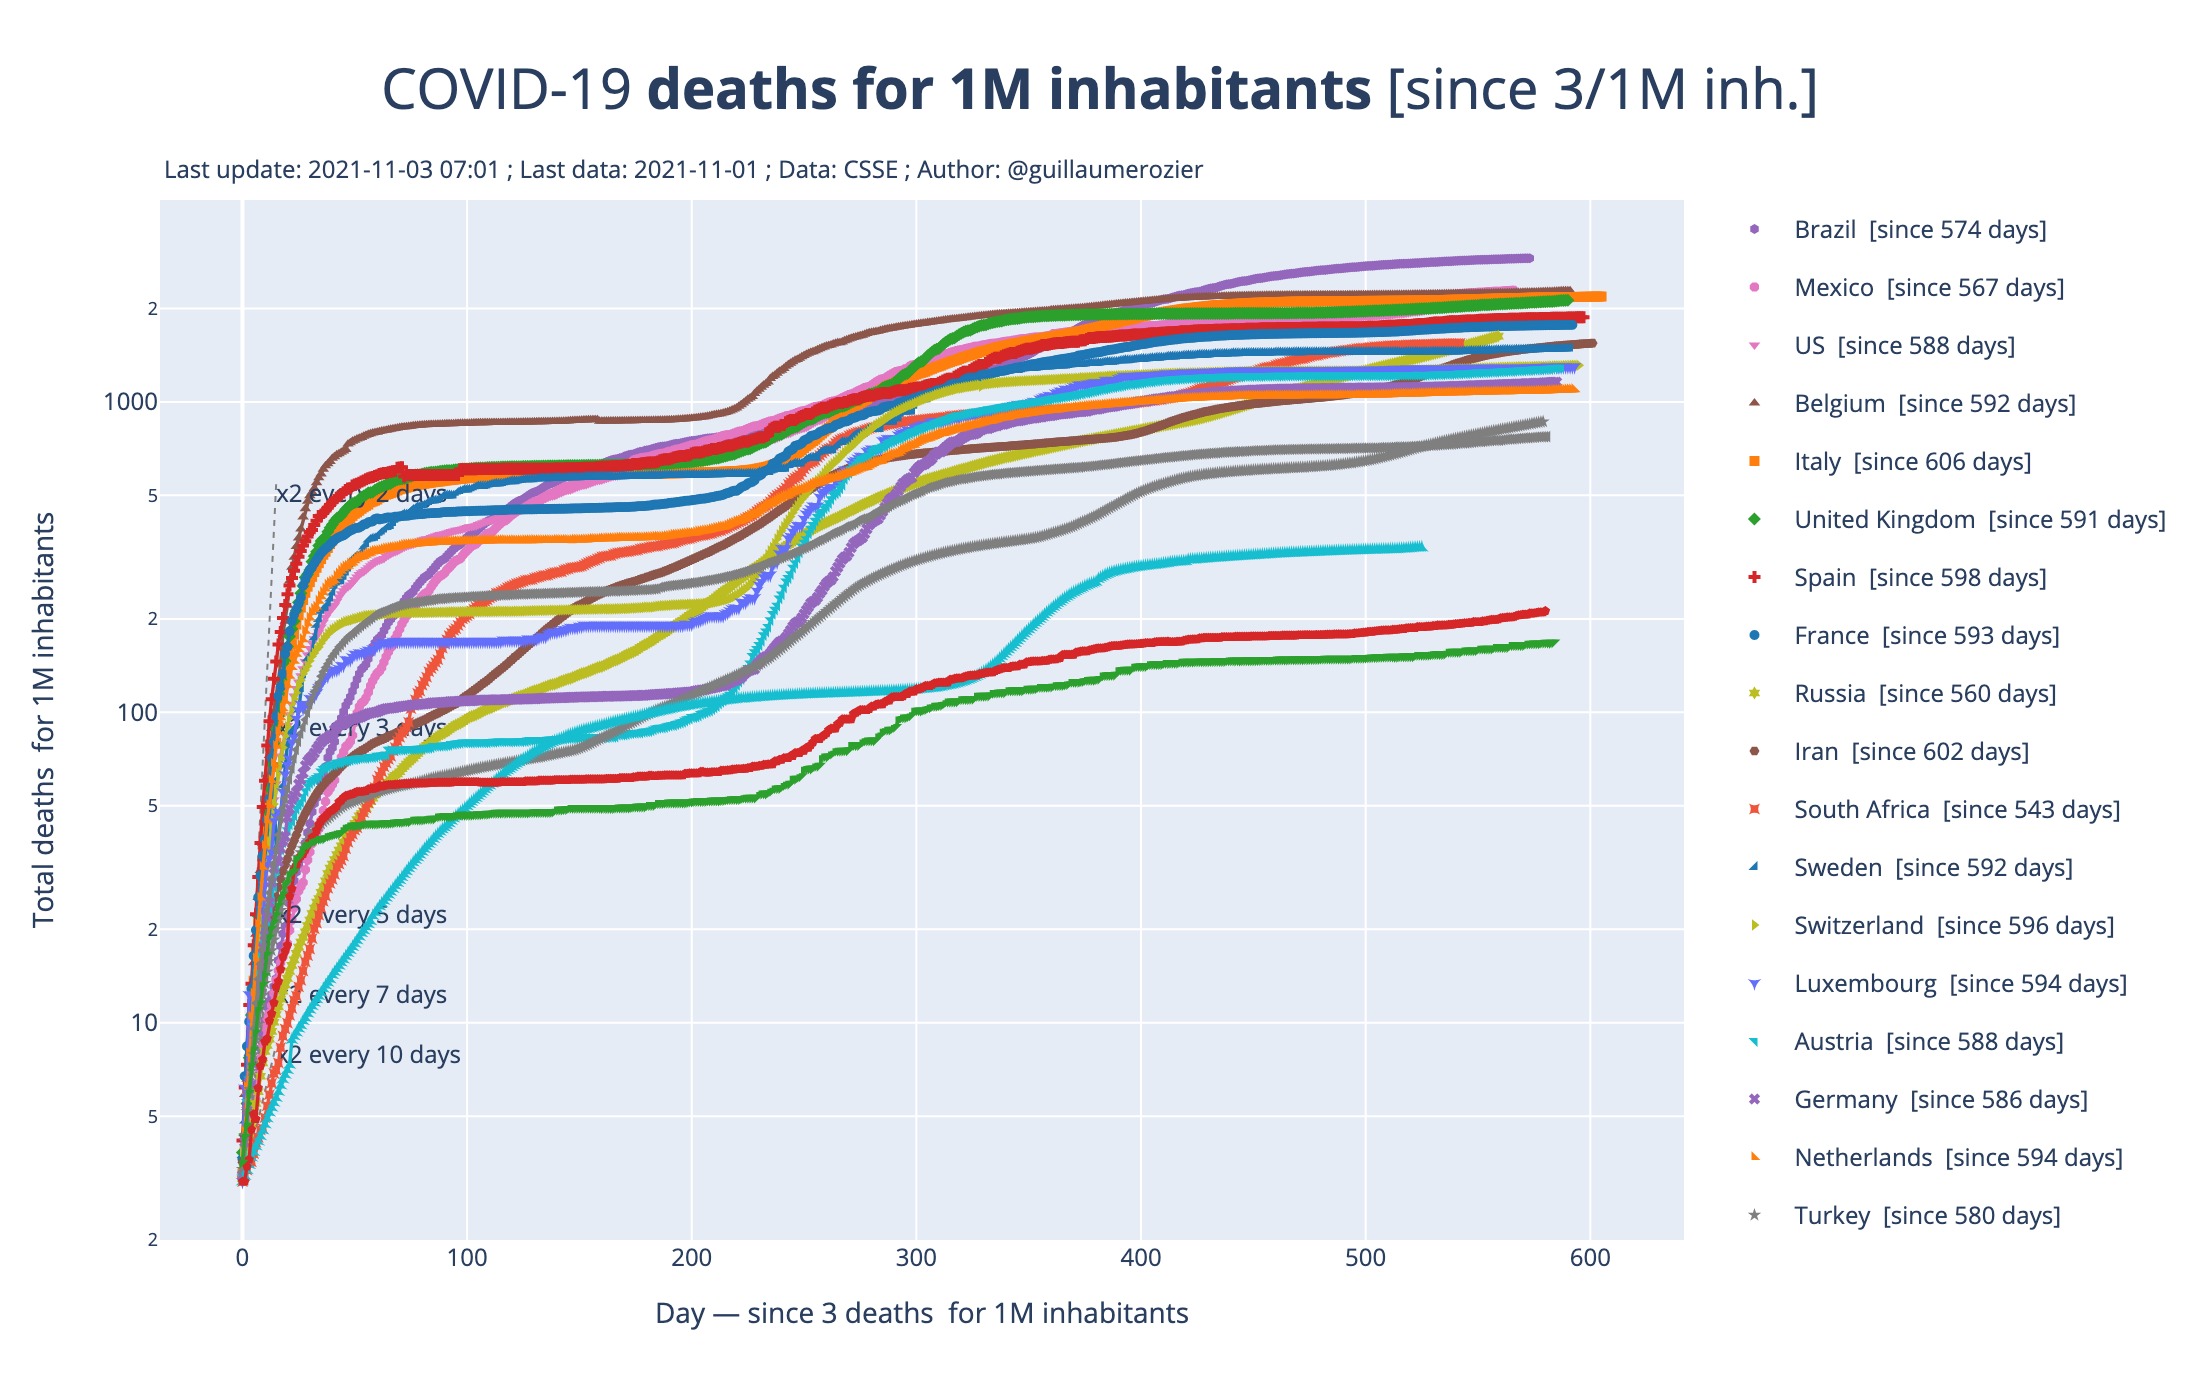 COVID-19 deaths for 1M inhabitants [since 3/1M inh.]
Last update: 2021-11-03 07:01 ; Last data: 2021-11-01 ; Data: CSSE ; Author: @guillaumerozier
Total deaths for 1M inhabitants
2
1000
5
2
100
5
2
10
5
2
x2 every 2 days
x2 every 3 days
x2 every 5 days
x2 every 7 days
x2 every 10 days
0 100 200 300 400 500 600
Day — since 3 deaths for 1M inhabitants
Brazil [since 574 days]
Mexico [since 567 days]
US [since 588 days]
Belgium [since 592 days]
Italy [since 606 days]
United Kingdom [since 591 days]
Spain [since 598 days]
France [since 593 days]
Russia [since 560 days]
Iran [since 602 days]
South Africa [since 543 days]
Sweden [since 592 days]
Switzerland [since 596 days]
Luxembourg [since 594 days]
Austria [since 588 days]
Germany [since 586 days]
Netherlands [since 594 days]
Turkey [since 580 days]